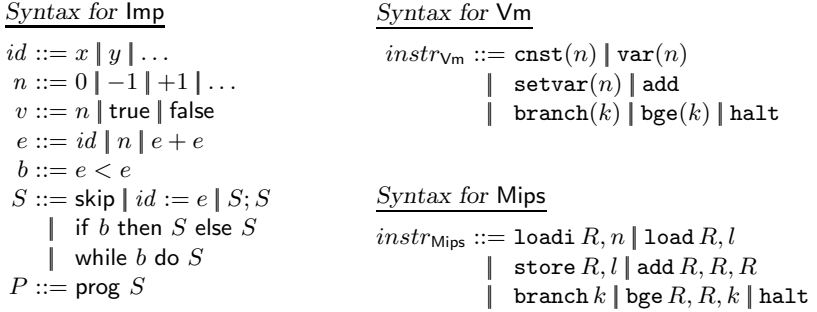 Syntax for Imp
id ::= x ‖ y ‖ . . .
n ::= 0 ‖ −1 ‖ +1 ‖ . . .
v ::= n ‖ true ‖ false
e ::= id ‖ n ‖ e + e
b ::= e < e
S ::= skip ‖ id := e ‖ S; S
‖ if b then S else S
‖ while b do S
P ::= prog S
Syntax for Vm
instr_Vm ::= cnst(n) ‖ var(n)
‖ setvar(n) ‖ add
‖ branch(k) ‖ bge(k) ‖ halt
Syntax for Mips
instr_Mips ::= loadi R, n ‖ load R, l
‖ store R, l ‖ add R, R, R
‖ branch k ‖ bge R, R, k ‖ halt